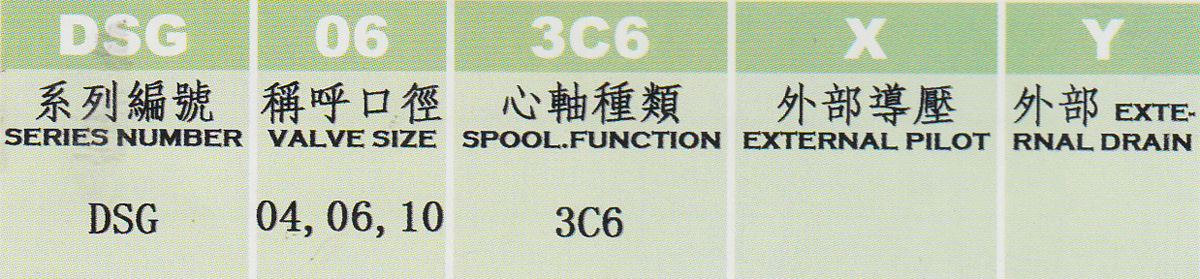 DSG 06 3C6 X Y
系列編號 稱呼口徑 心軸種類 外部導壓 外部 EXTE-
SERIES NUMBER VALVE SIZE SPOOL.FUNCTION EXTERNAL PILOT RNAL DRAIN
DSG 04, 06, 10 3C6